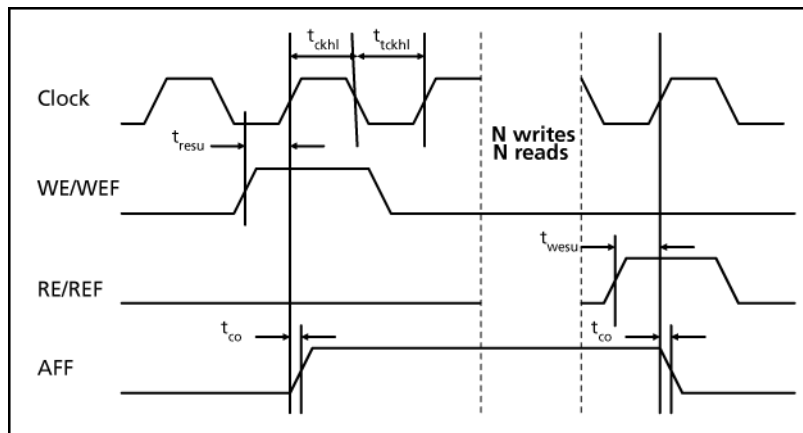 t_ckhl t_tckhl
Clock
N writes
N reads
t_resu
WE/WEF
t_wesu
RE/REF
t_co t_co
AFF